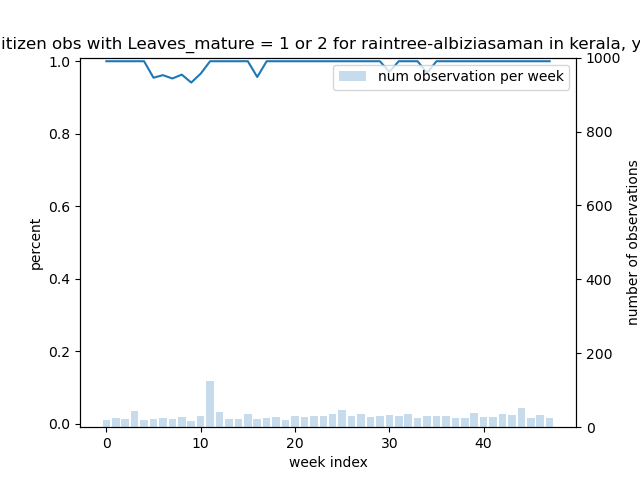 itizen obs with Leaves_mature = 1 or 2 for raintree-albiziasaman in kerala, y
num observation per week
1.0
0.8
0.6
0.4
0.2
0.0
percent
1000
800
600
400
200
0
number of observations
0 10 20 30 40
week index